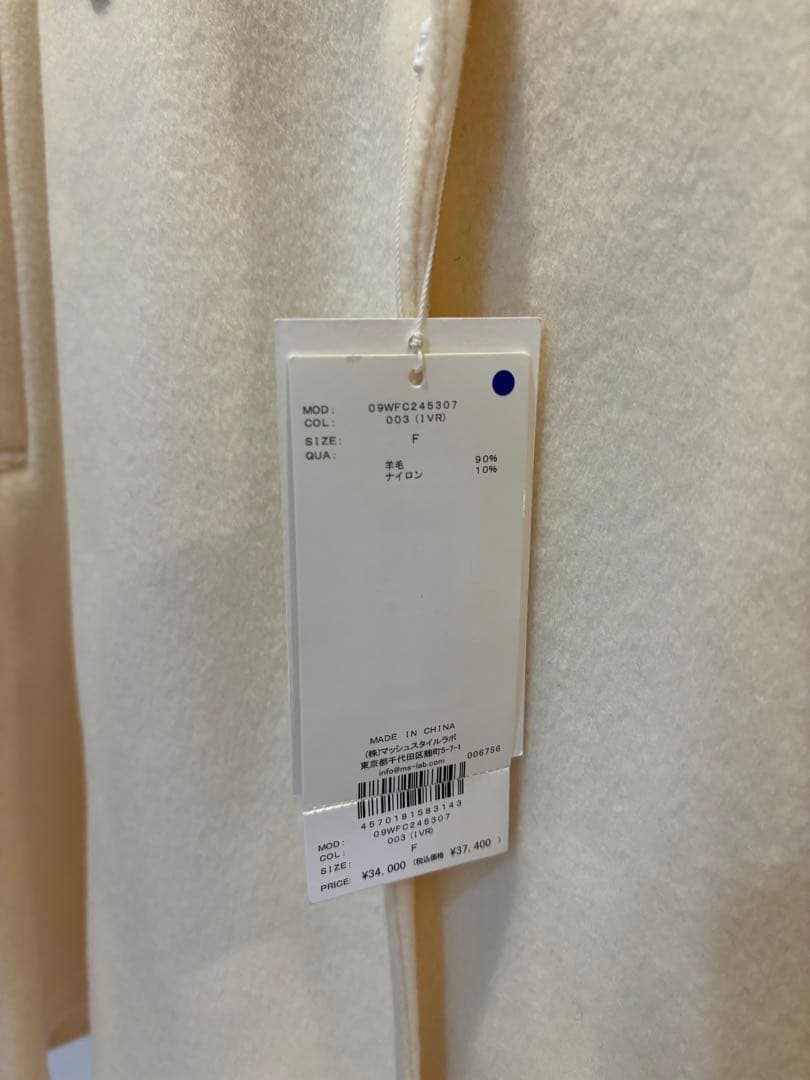 MOD: 09WFC245307
COL: 003 (IVR)
SIZE: F
QUA:
羊毛 90%
ナイロン 10%
MADE IN CHINA
(株)マッシュスタイルラボ
東京都千代田区麹町5-7-1
info@ms-lab.com 006756
4570181583143
MOD: 09WFC245307
COL: 003 (IVR)
SIZE: F
PRICE: ¥34,000 (税込価格 ¥37,400 )